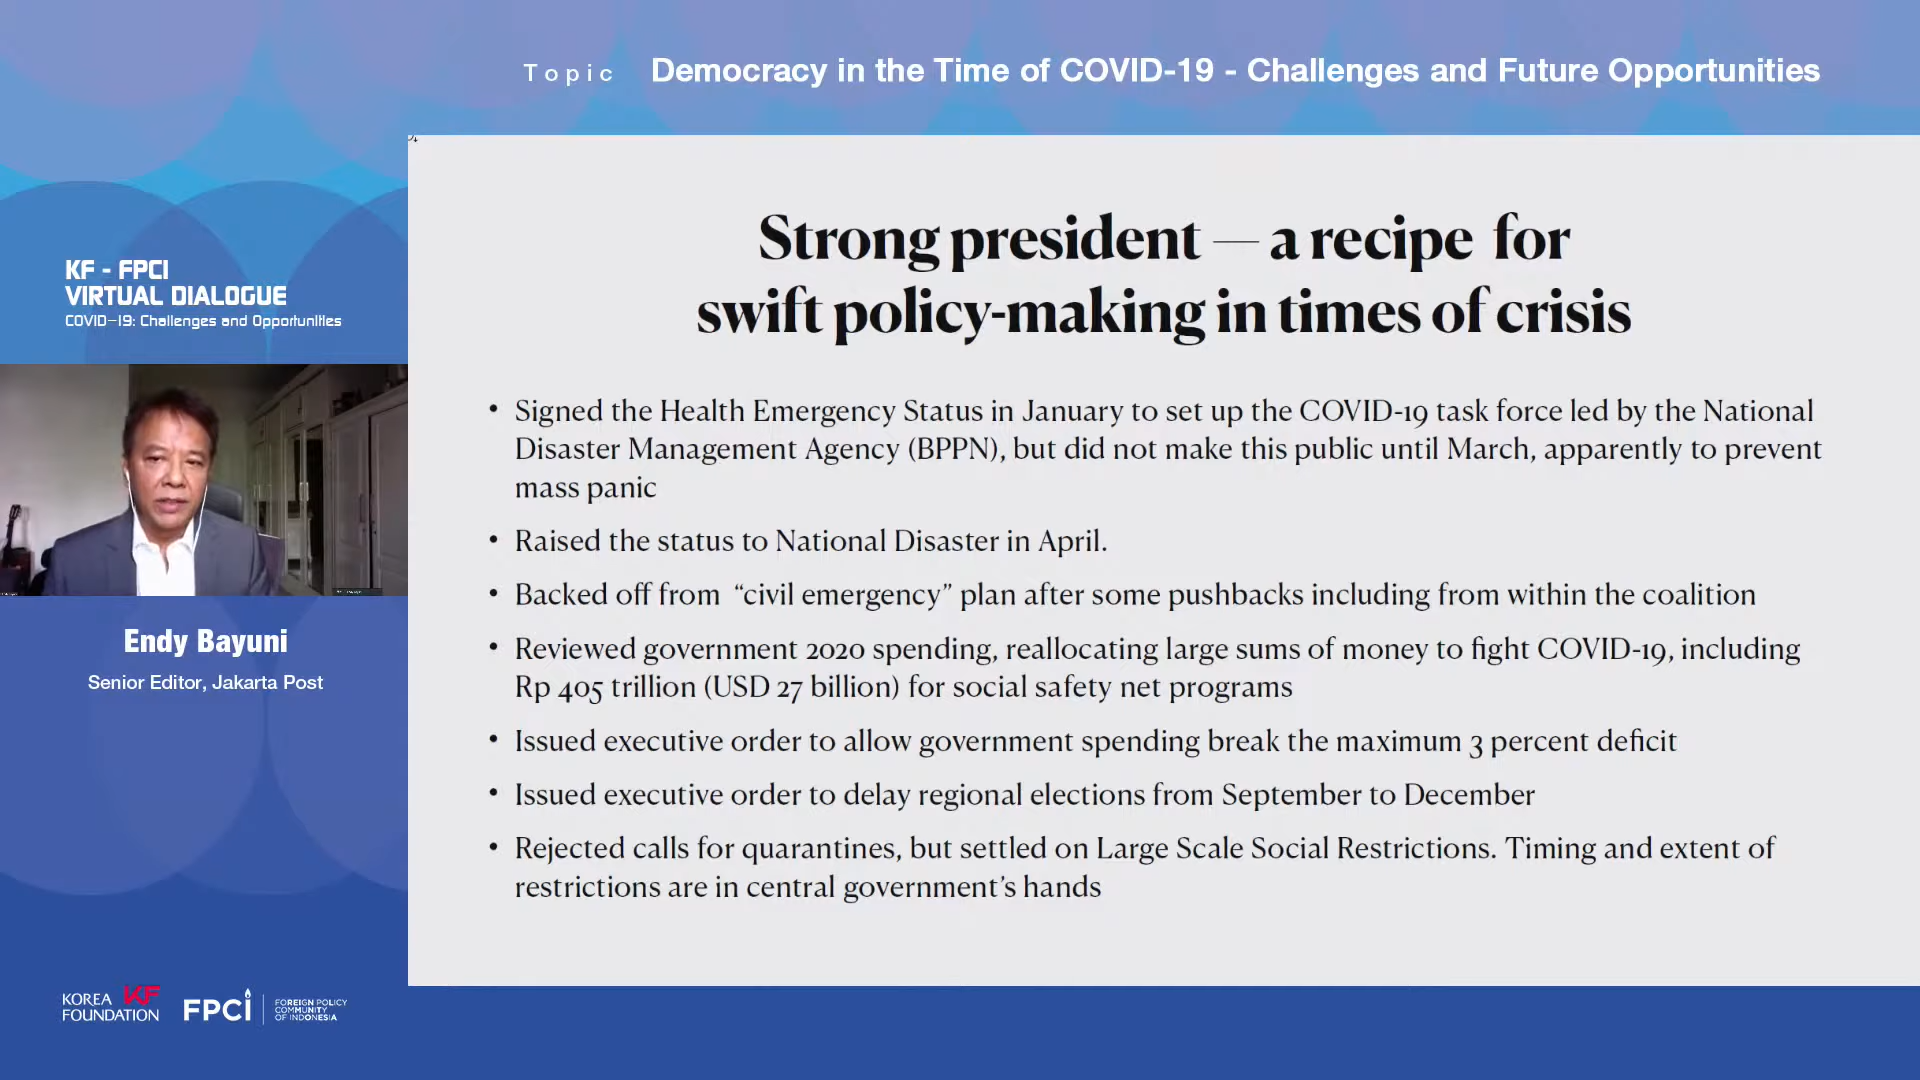 Topic Democracy in the Time of COVID-19 - Challenges and Future Opportunities
KF - FPCI
VIRTUAL DIALOGUE
COVID-19: Challenges and Opportunities
Endy Bayuni
Senior Editor, Jakarta Post
Strong president — a recipe for
swift policy-making in times of crisis
• Signed the Health Emergency Status in January to set up the COVID-19 task force led by the National
Disaster Management Agency (BPPN), but did not make this public until March, apparently to prevent
mass panic
• Raised the status to National Disaster in April.
• Backed off from “civil emergency” plan after some pushbacks including from within the coalition
• Reviewed government 2020 spending, reallocating large sums of money to fight COVID-19, including
Rp 405 trillion (USD 27 billion) for social safety net programs
• Issued executive order to allow government spending break the maximum 3 percent deficit
• Issued executive order to delay regional elections from September to December
• Rejected calls for quarantines, but settled on Large Scale Social Restrictions. Timing and extent of
restrictions are in central government’s hands
KOREA KF
FOUNDATION
FPCI
FOREIGN POLICY
COMMUNITY
OF INDONESIA